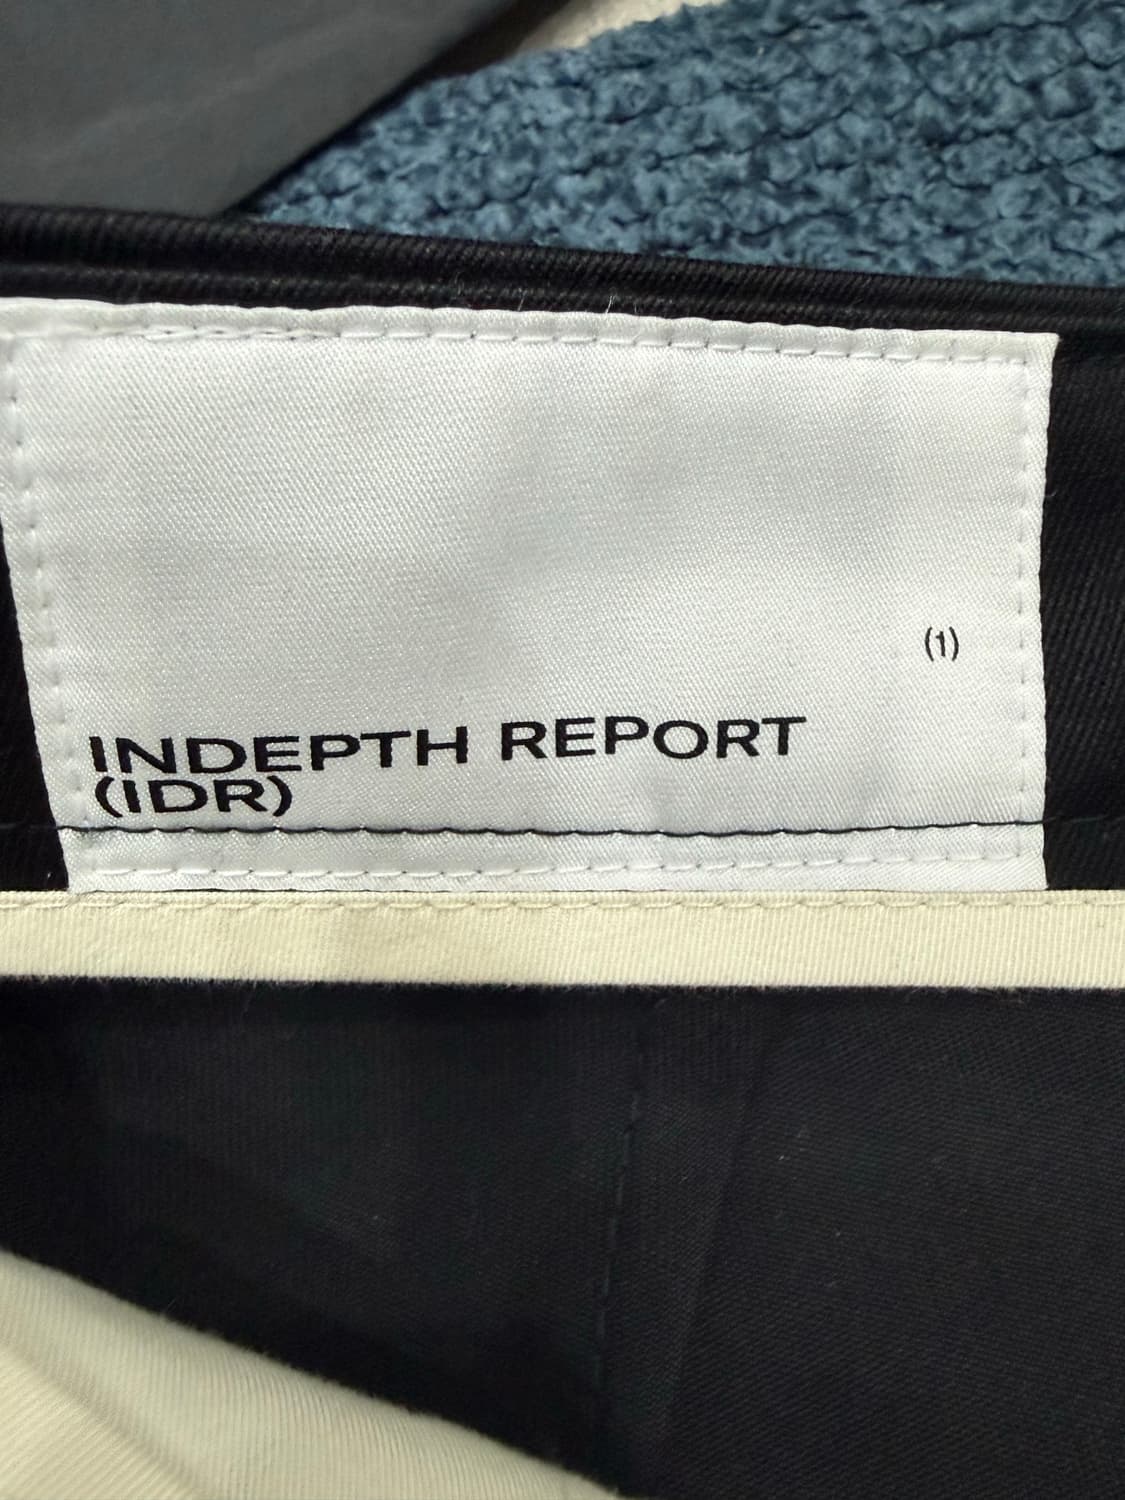 (1)
INDEPTH REPORT
(IDR)